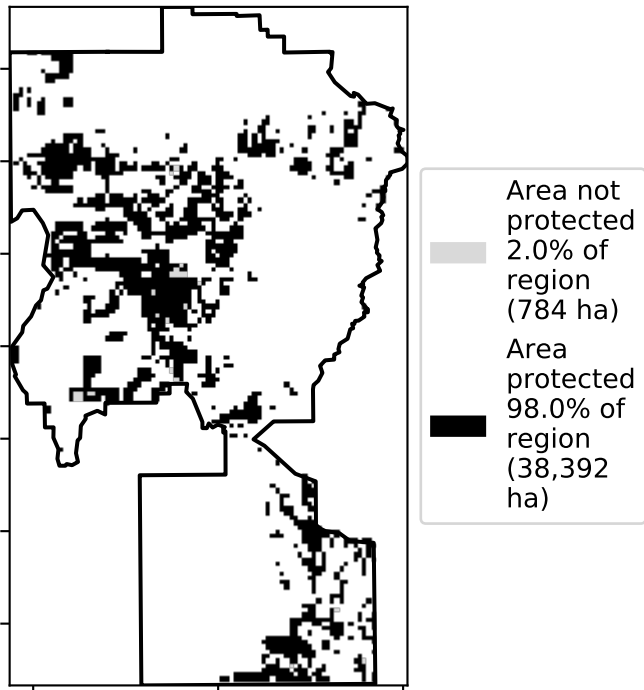 Area not
protected
2.0% of
region
(784 ha)
Area
protected
98.0% of
region
(38,392
ha)